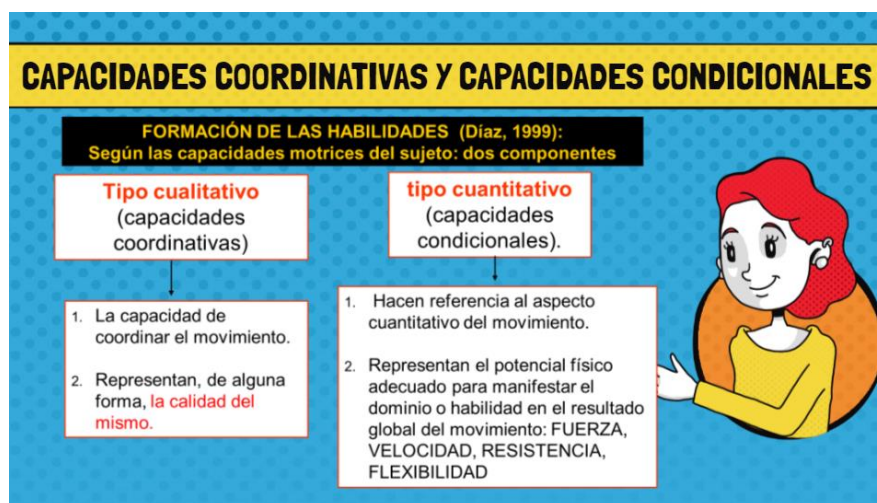 CAPACIDADES COORDINATIVAS Y CAPACIDADES CONDICIONALES
FORMACIÓN DE LAS HABILIDADES (Díaz, 1999):
Según las capacidades motrices del sujeto: dos componentes
Tipo cualitativo
(capacidades
coordinativas)
1. La capacidad de
coordinar el movimiento.
2. Representan, de alguna
forma, la calidad del
mismo.
tipo cuantitativo
(capacidades
condicionales).
1. Hacen referencia al aspecto
cuantitativo del movimiento.
2. Representan el potencial físico
adecuado para manifestar el
dominio o habilidad en el resultado
global del movimiento: FUERZA,
VELOCIDAD, RESISTENCIA,
FLEXIBILIDAD